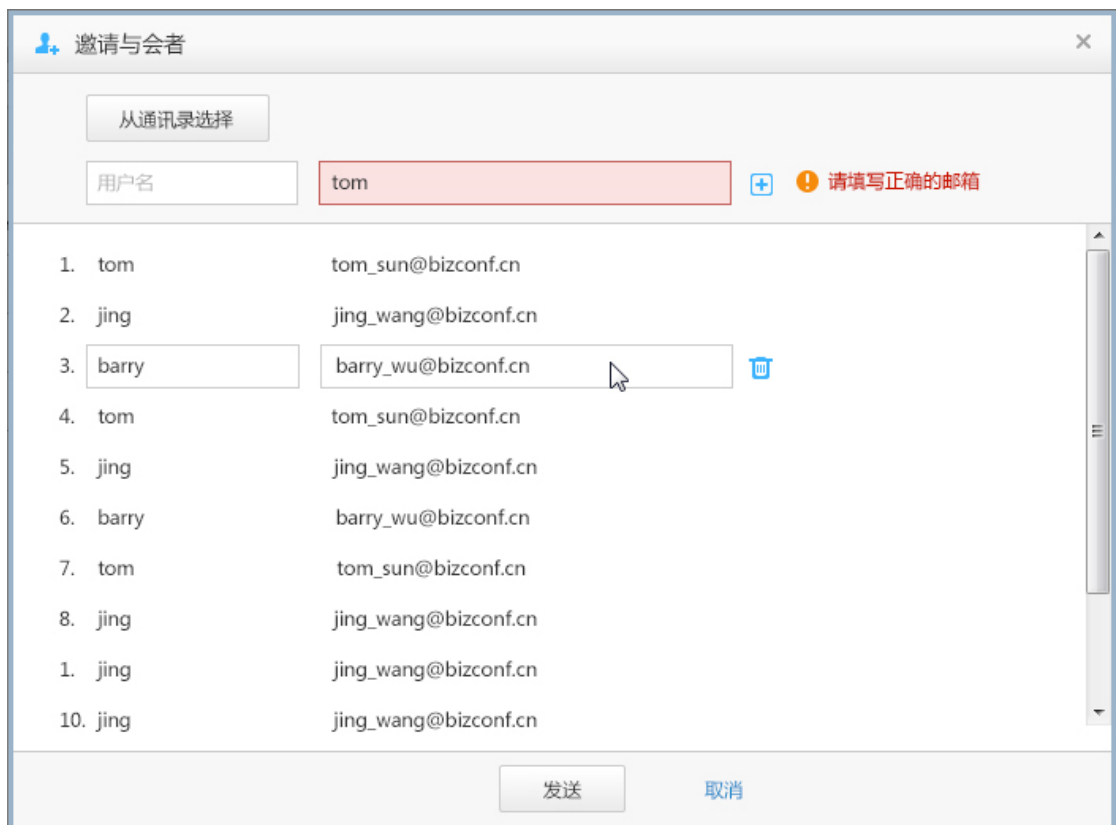 邀请与会者
从通讯录选择
用户名 tom 请填写正确的邮箱
1. tom tom_sun@bizconf.cn
2. jing jing_wang@bizconf.cn
3. barry barry_wu@bizconf.cn
4. tom tom_sun@bizconf.cn
5. jing jing_wang@bizconf.cn
6. barry barry_wu@bizconf.cn
7. tom tom_sun@bizconf.cn
8. jing jing_wang@bizconf.cn
1. jing jing_wang@bizconf.cn
10. jing jing_wang@bizconf.cn
发送 取消